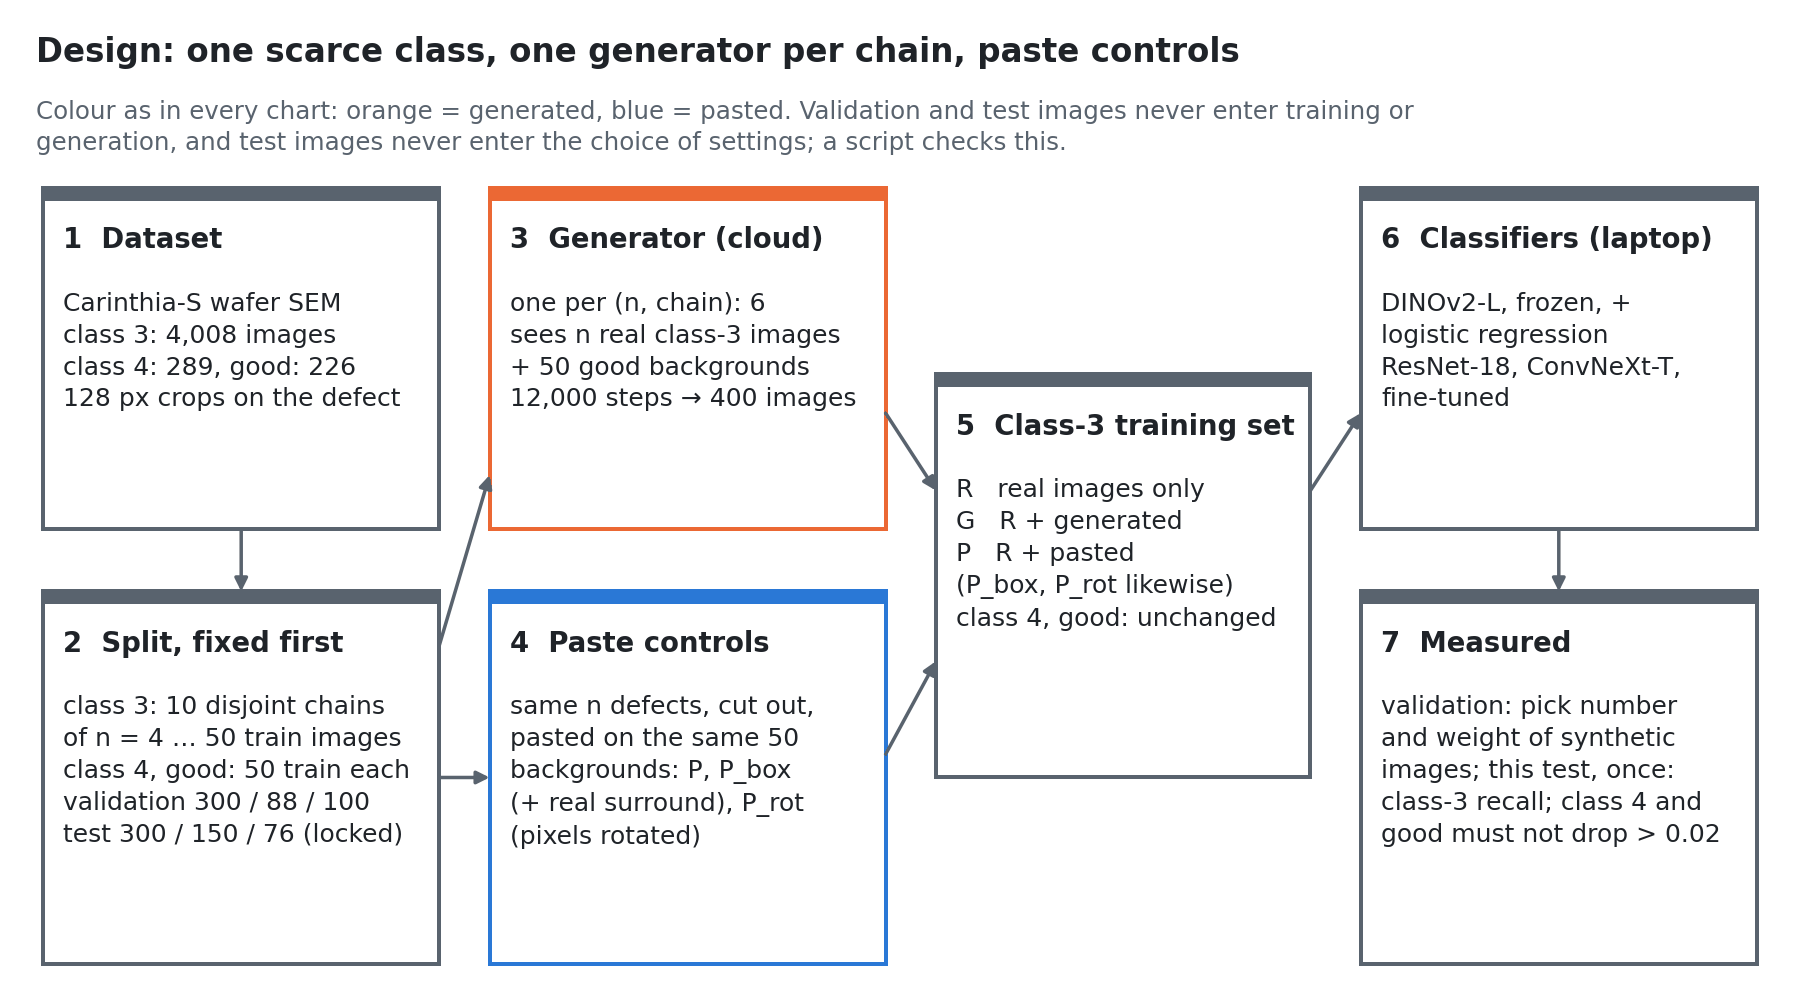 Design: one scarce class, one generator per chain, paste controls
Colour as in every chart: orange = generated, blue = pasted. Validation and test images never enter training or
generation, and test images never enter the choice of settings; a script checks this.
1 Dataset
Carinthia-S wafer SEM
class 3: 4,008 images
class 4: 289, good: 226
128 px crops on the defect
2 Split, fixed first
class 3: 10 disjoint chains
of n = 4 … 50 train images
class 4, good: 50 train each
validation 300 / 88 / 100
test 300 / 150 / 76 (locked)
3 Generator (cloud)
one per (n, chain): 6
sees n real class-3 images
+ 50 good backgrounds
12,000 steps → 400 images
4 Paste controls
same n defects, cut out,
pasted on the same 50
backgrounds: P, P_box
(+ real surround), P_rot
(pixels rotated)
5 Class-3 training set
R real images only
G R + generated
P R + pasted
(P_box, P_rot likewise)
class 4, good: unchanged
6 Classifiers (laptop)
DINOv2-L, frozen, +
logistic regression
ResNet-18, ConvNeXt-T,
fine-tuned
7 Measured
validation: pick number
and weight of synthetic
images; this test, once:
class-3 recall; class 4 and
good must not drop > 0.02